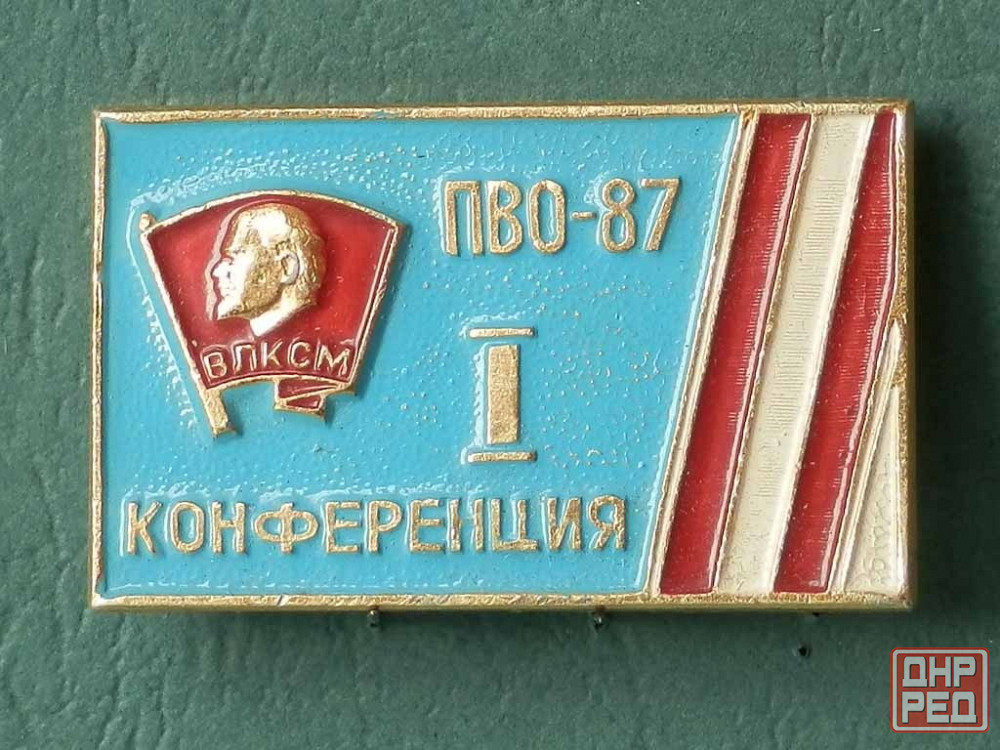 ПВО-87
ВЛКСМ
I
КОНФЕРЕНЦИЯ
ДНР
РЕД